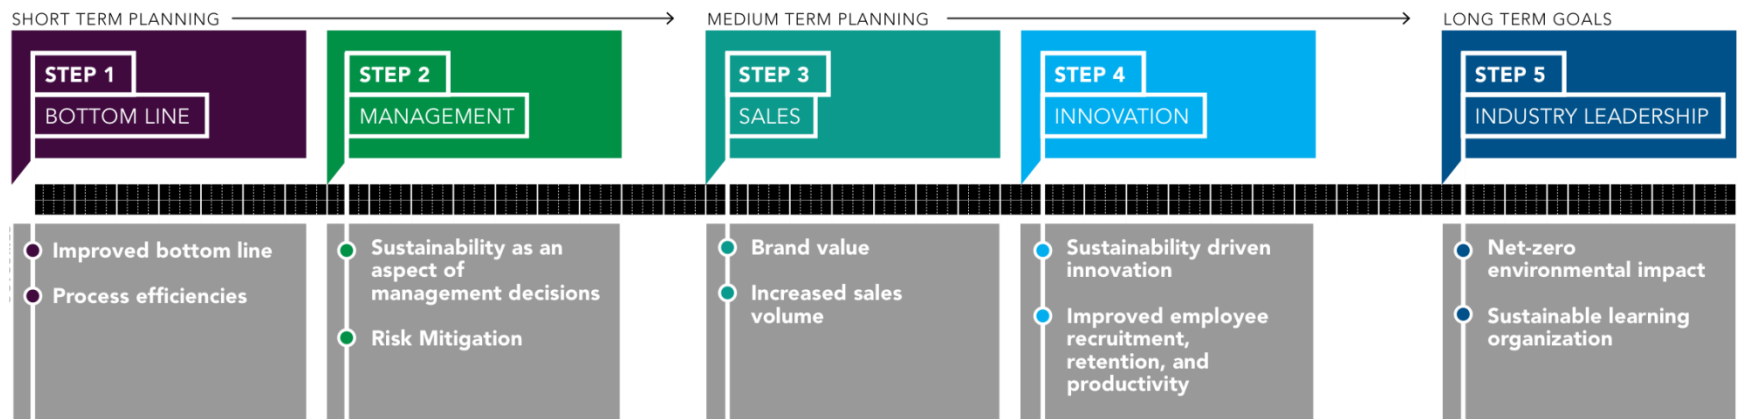 SHORT TERM PLANNING
MEDIUM TERM PLANNING
LONG TERM GOALS
STEP 1
BOTTOM LINE
STEP 2
MANAGEMENT
STEP 3
SALES
STEP 4
INNOVATION
STEP 5
INDUSTRY LEADERSHIP
Improved bottom line
Process efficiencies
Sustainability as an
aspect of
management decisions
Risk Mitigation
Brand value
Increased sales
volume
Sustainability driven
innovation
Improved employee
recruitment,
retention, and
productivity
Net-zero
environmental impact
Sustainable learning
organization